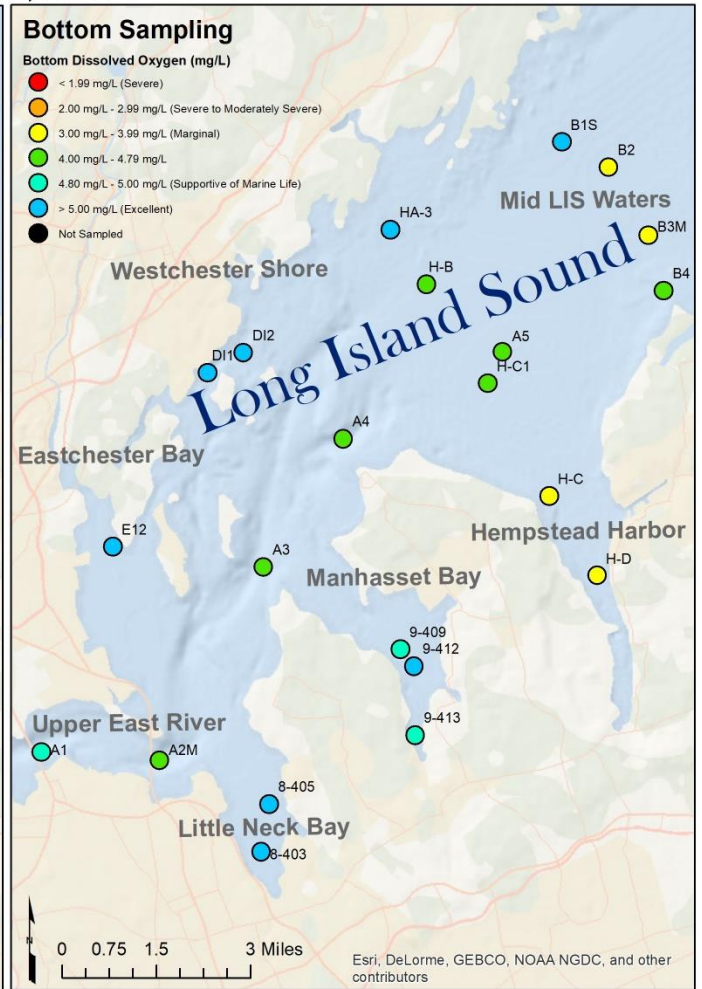 Bottom Sampling
Bottom Dissolved Oxygen (mg/L)
< 1.99 mg/L (Severe)
2.00 mg/L - 2.99 mg/L (Severe to Moderately Severe)
3.00 mg/L - 3.99 mg/L (Marginal)
4.00 mg/L - 4.79 mg/L
4.80 mg/L - 5.00 mg/L (Supportive of Marine Life)
> 5.00 mg/L (Excellent)
Not Sampled
B1S
B2
Mid LIS Waters
HA-3
B3M
Westchester Shore
H-B
B4
Long Island Sound
DI2
DI1
A5
H-C1
A4
Eastchester Bay
H-C
Hempstead Harbor
E12
A3
H-D
Manhasset Bay
9-409
9-412
9-413
Upper East River
A1
A2M
8-405
Little Neck Bay
8-403
N
0 0.75 1.5 3 Miles
Esri, DeLorme, GEBCO, NOAA NGDC, and other
contributors